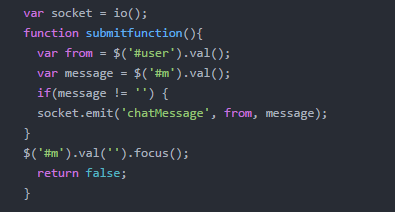 var socket = io();
function submitfunction(){
  var from = $('#user').val();
  var message = $('#m').val();
  if(message != '') {
  socket.emit('chatMessage', from, message);
}
$('#m').val('').focus();
  return false;
}